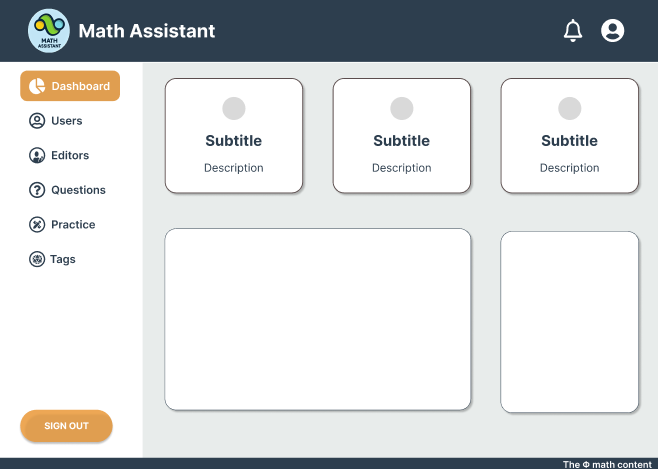 MATH
ASSISTANT
Math Assistant
Dashboard
Users
Editors
Questions
Practice
Tags
SIGN OUT
Subtitle
Description
Subtitle
Description
Subtitle
Description
The Φ math content